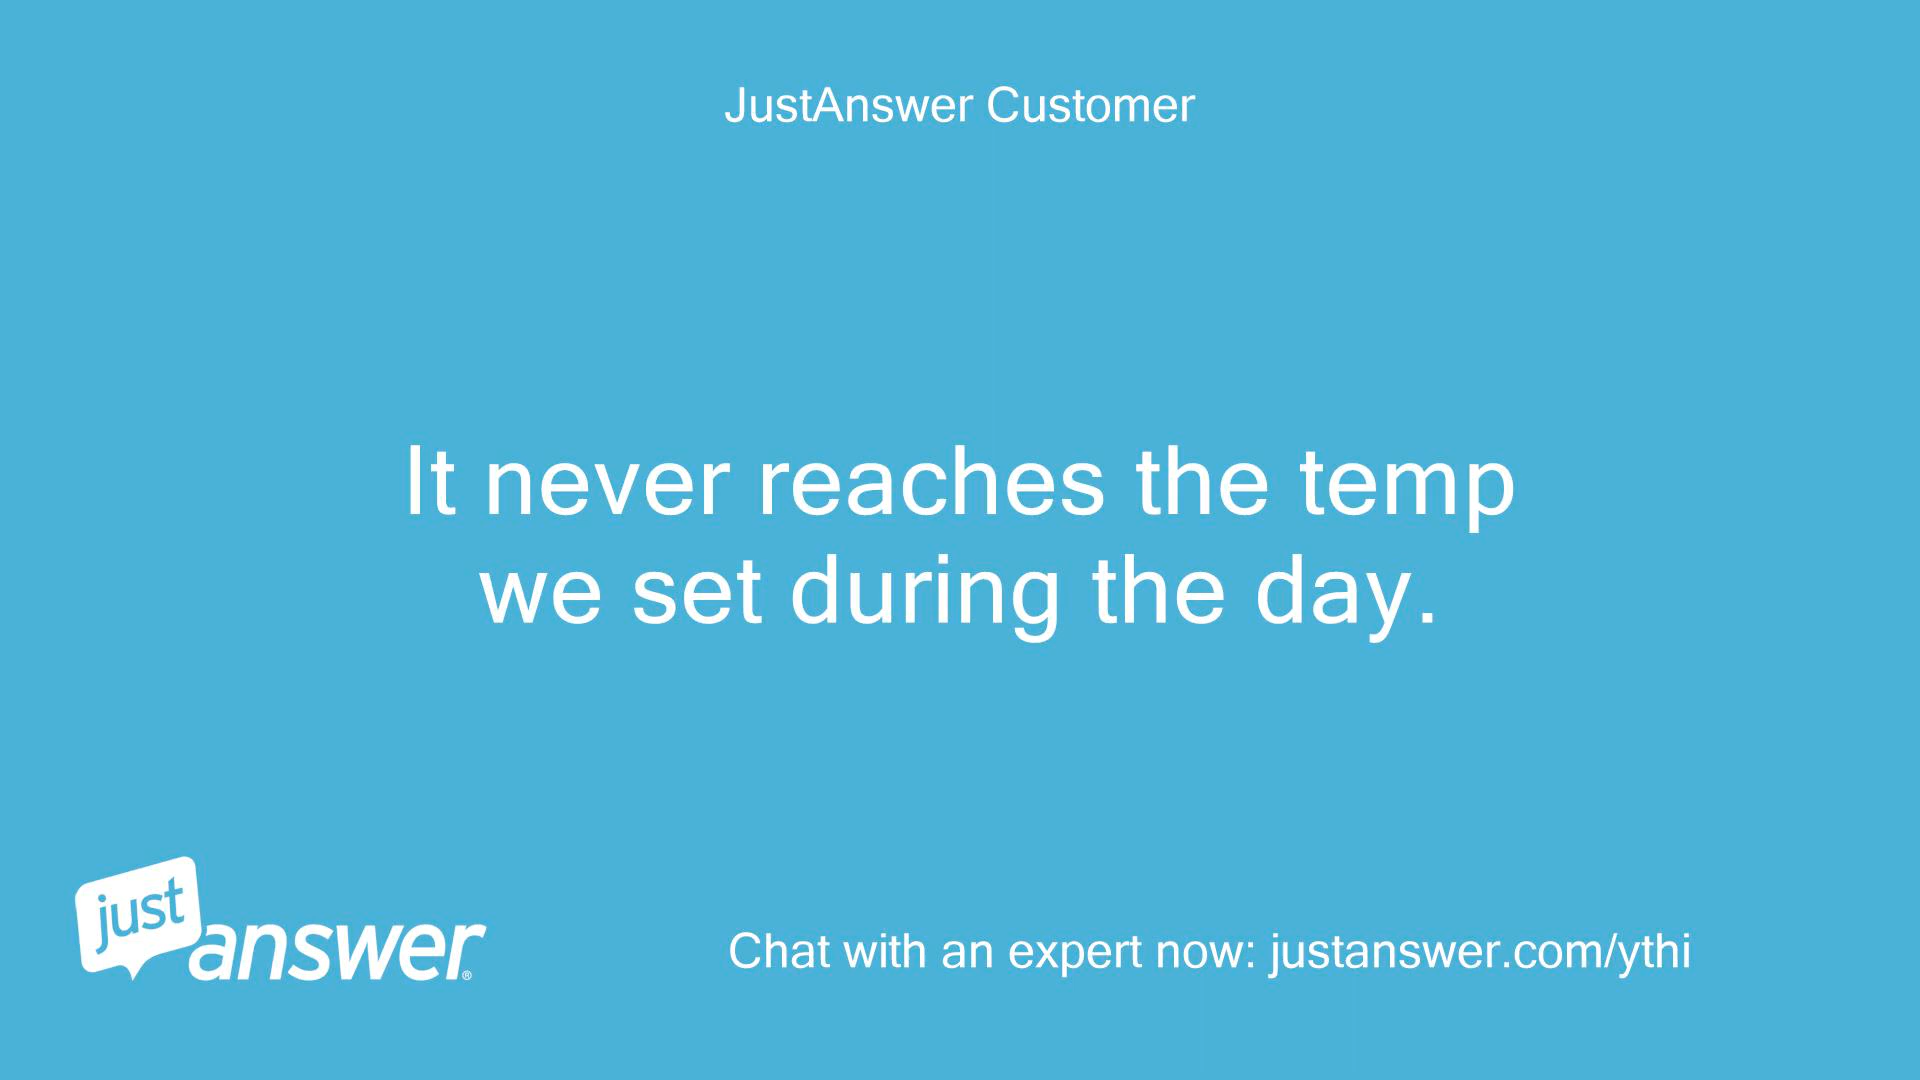 JustAnswer Customer
It never reaches the temp
we set during the day.
just
answer®
Chat with an expert now: justanswer.com/ythi